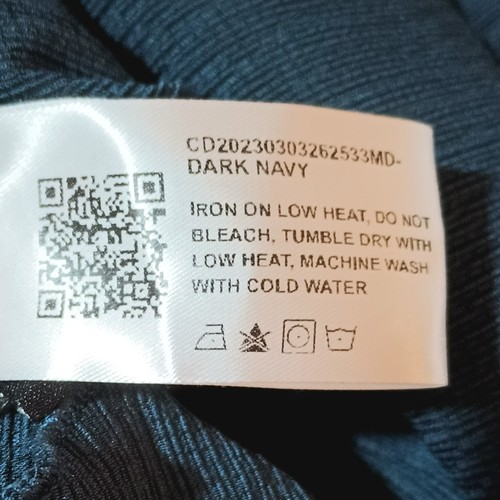 CD20230303262533MD-
DARK NAVY
IRON ON LOW HEAT, DO NOT
BLEACH, TUMBLE DRY WITH
LOW HEAT, MACHINE WASH
WITH COLD WATER